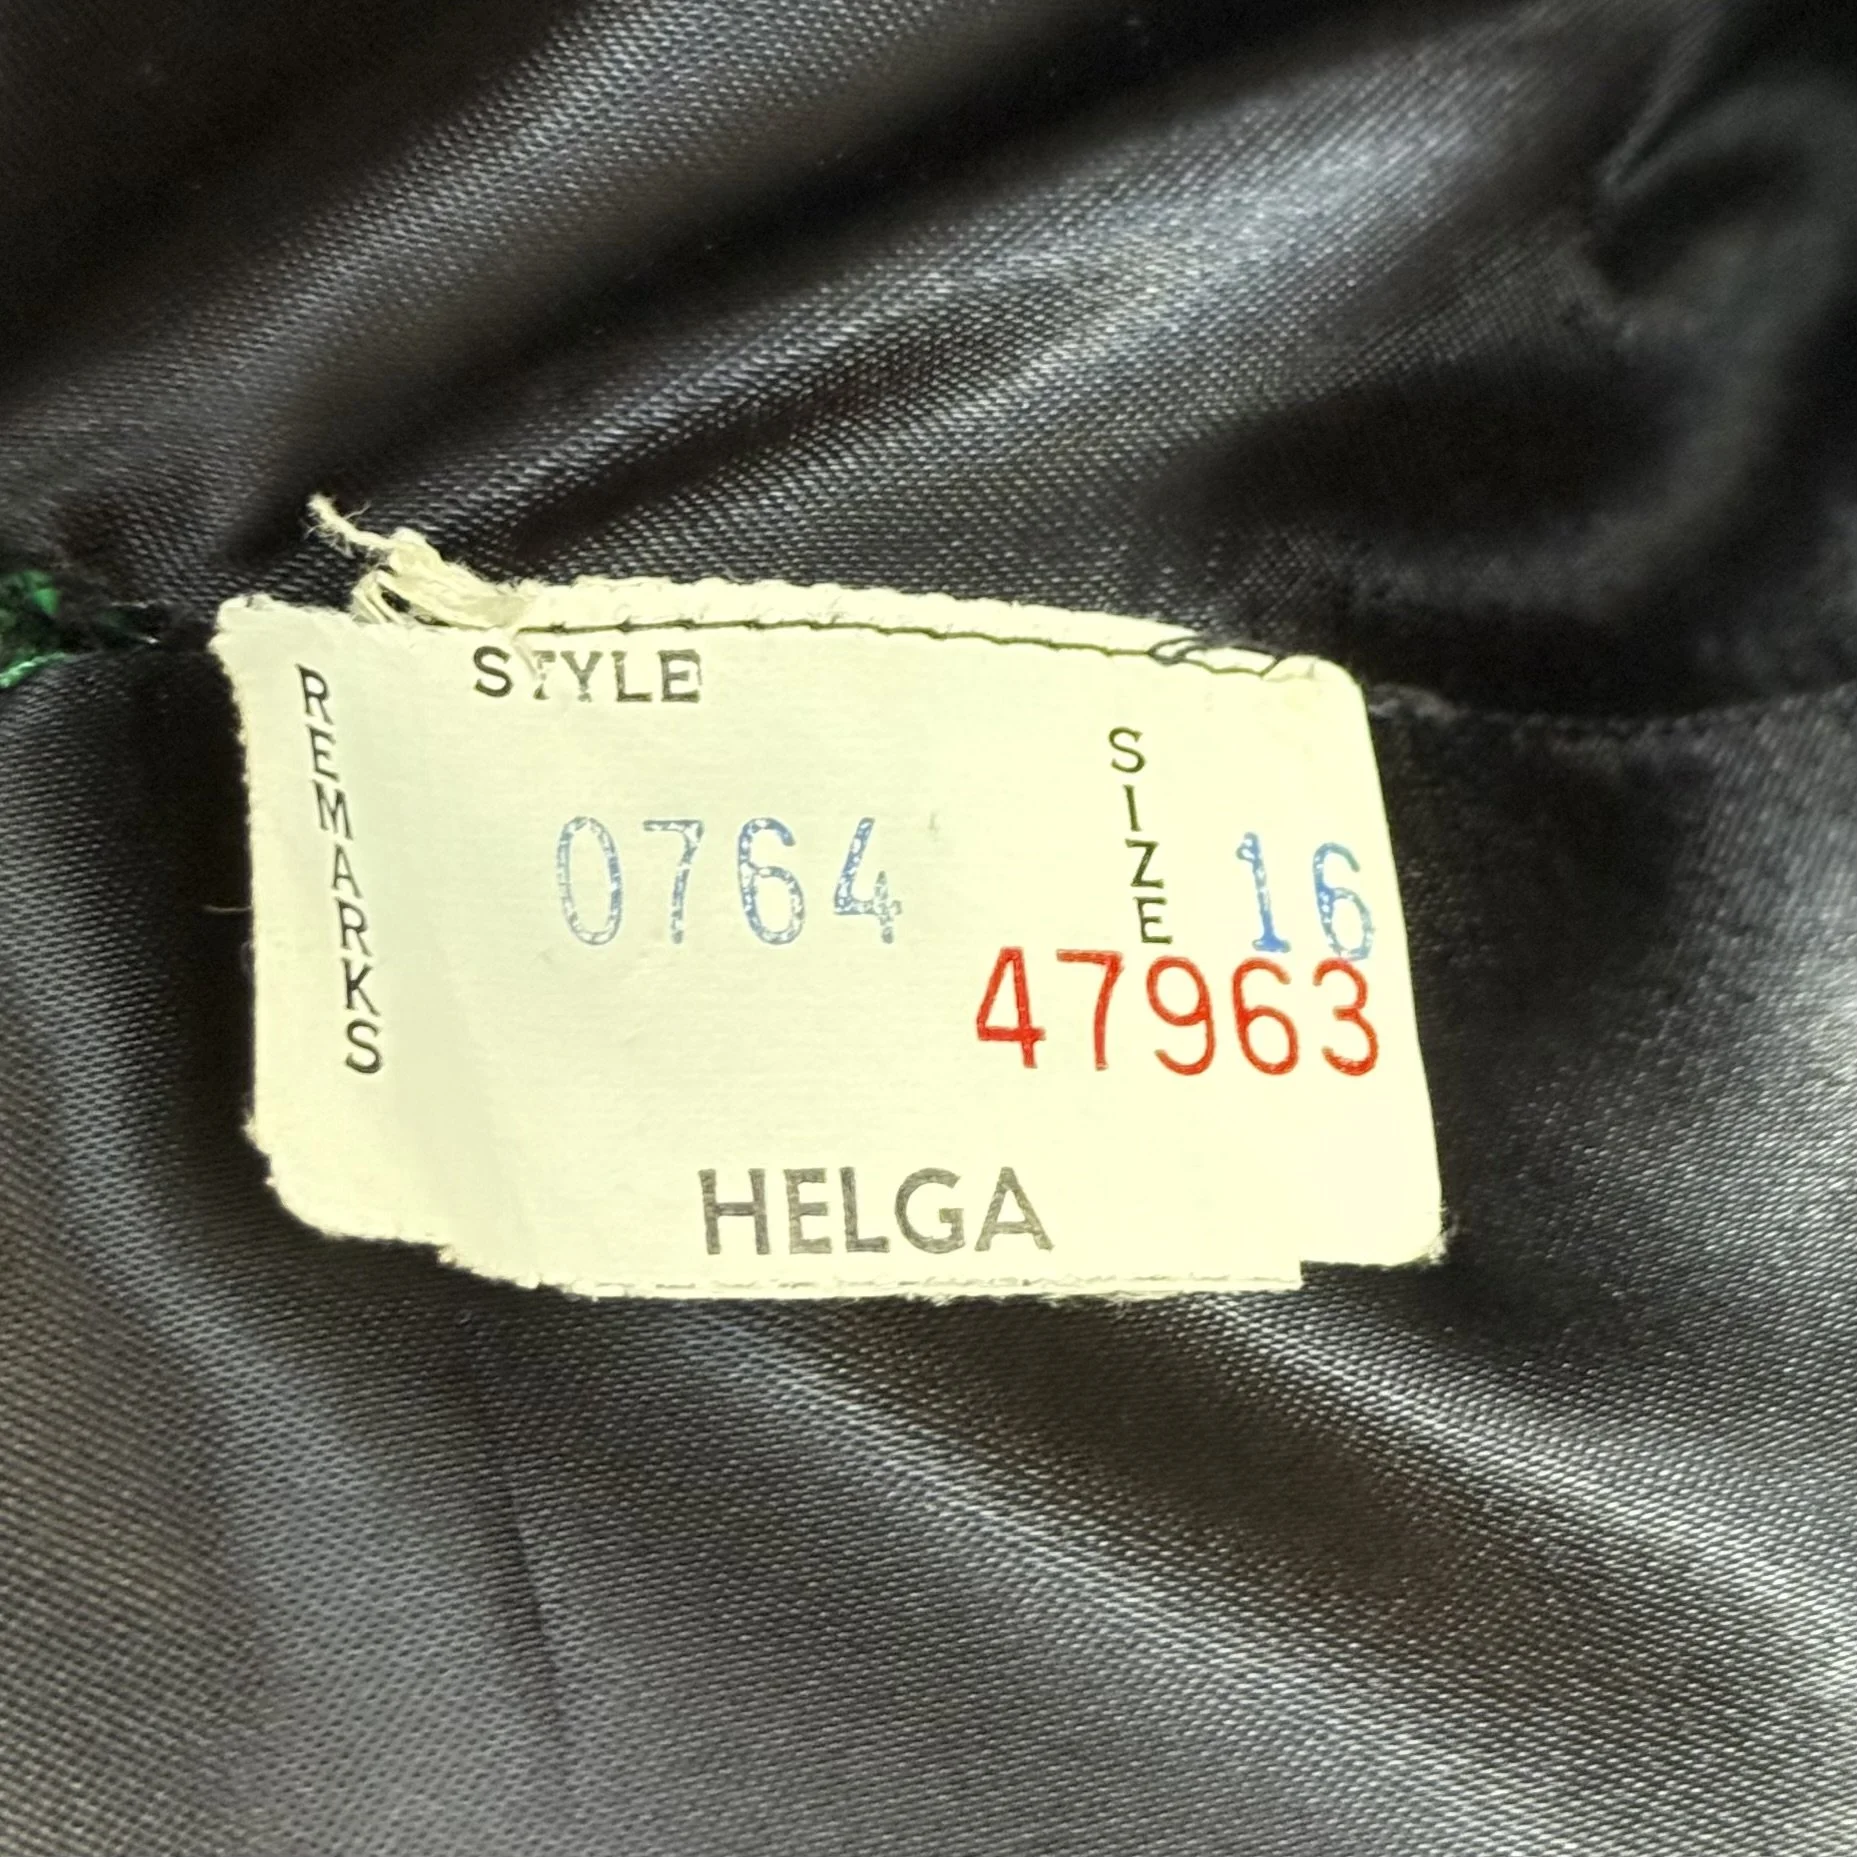 STYLE
REMARKS
SIZE
0764
16
47963
HELGA